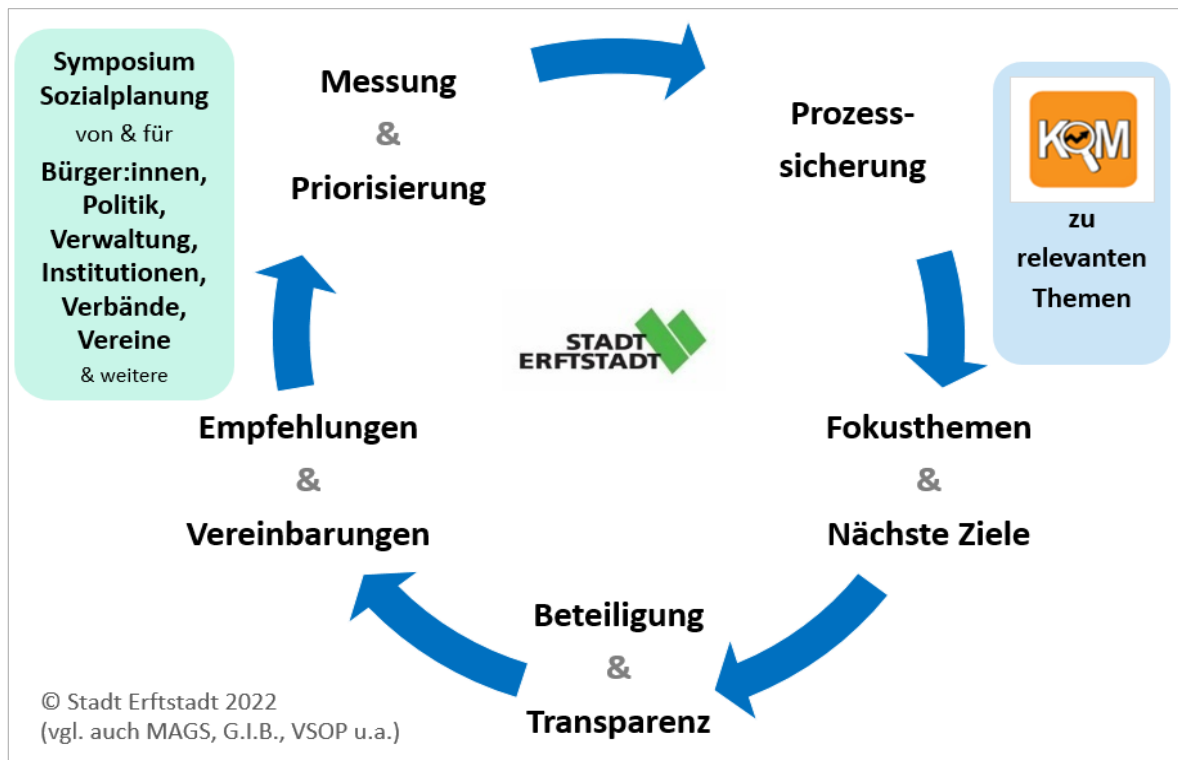 Symposium
Sozialplanung
von & für
Bürger:innen,
Politik,
Verwaltung,
Institutionen,
Verbände,
Vereine
& weitere
Messung
&
Priorisierung
Prozess-
sicherung
KQM
zu
relevanten
Themen
STADT
ERFTSTADT
Fokusthemen
&
Nächste Ziele
Beteiligung
&
Transparenz
Empfehlungen
&
Vereinbarungen
© Stadt Erftstadt 2022
(vgl. auch MAGS, G.I.B., VSOP u.a.)